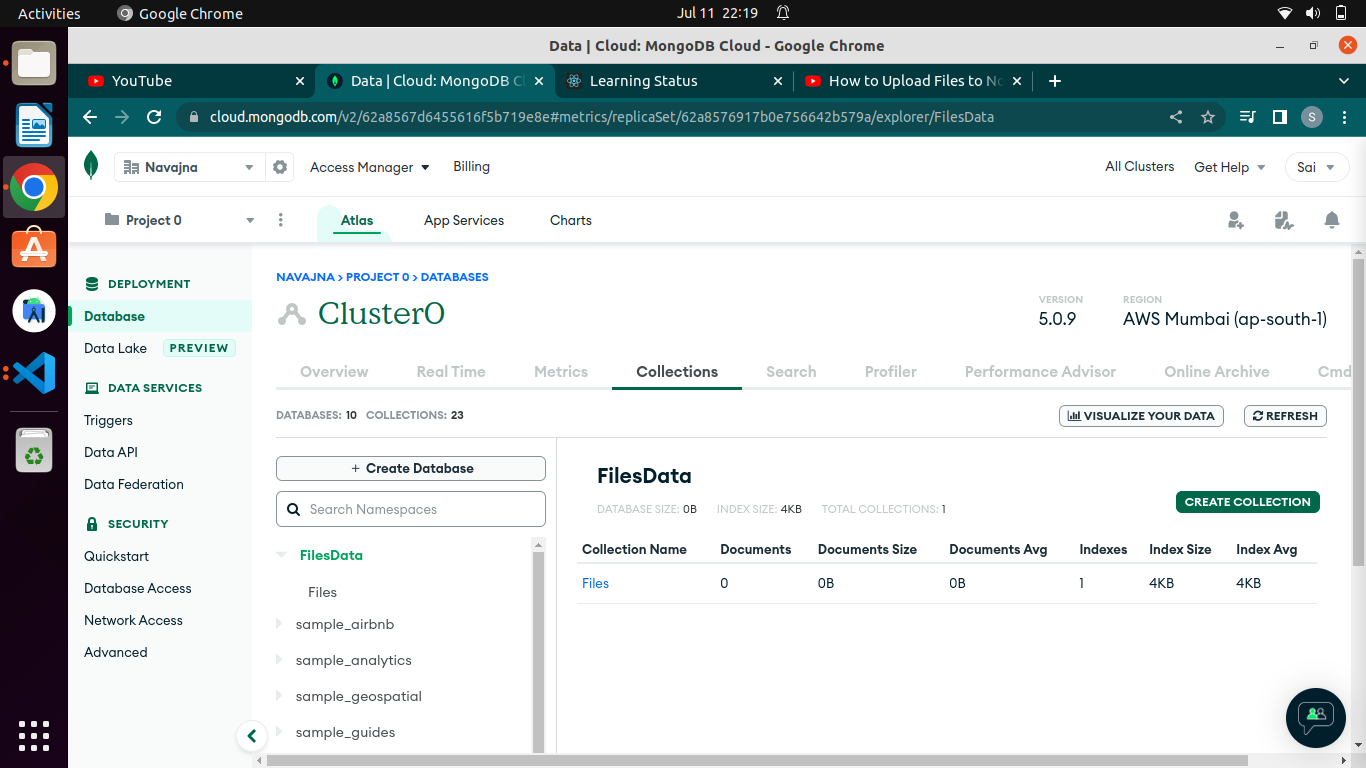 Activities Google Chrome Jul 11 22:19
Data | Cloud: MongoDB Cloud - Google Chrome
YouTube Data | Cloud: MongoDB Cl Learning Status How to Upload Files to No
cloud.mongodb.com/v2/62a8567d6455616f5b719e8e#metrics/replicaSet/62a8576917b0e756642b579a/explorer/FilesData S
Navajna Access Manager Billing All Clusters Get Help Sai
Project 0 Atlas App Services Charts
DEPLOYMENT
Database
Data Lake PREVIEW
DATA SERVICES
Triggers
Data API
Data Federation
SECURITY
Quickstart
Database Access
Network Access
Advanced
NAVAJNA > PROJECT 0 > DATABASES
Cluster0
VERSION
5.0.9
REGION
AWS Mumbai (ap-south-1)
Overview Real Time Metrics Collections Search Profiler Performance Advisor Online Archive Cmd
DATABASES: 10 COLLECTIONS: 23 VISUALIZE YOUR DATA REFRESH
+ Create Database
Search Namespaces
FilesData
Files
sample_airbnb
sample_analytics
sample_geospatial
sample_guides
FilesData
DATABASE SIZE: 0B INDEX SIZE: 4KB TOTAL COLLECTIONS: 1 CREATE COLLECTION
Collection Name Documents Documents Size Documents Avg Indexes Index Size Index Avg
Files 0 0B 0B 1 4KB 4KB